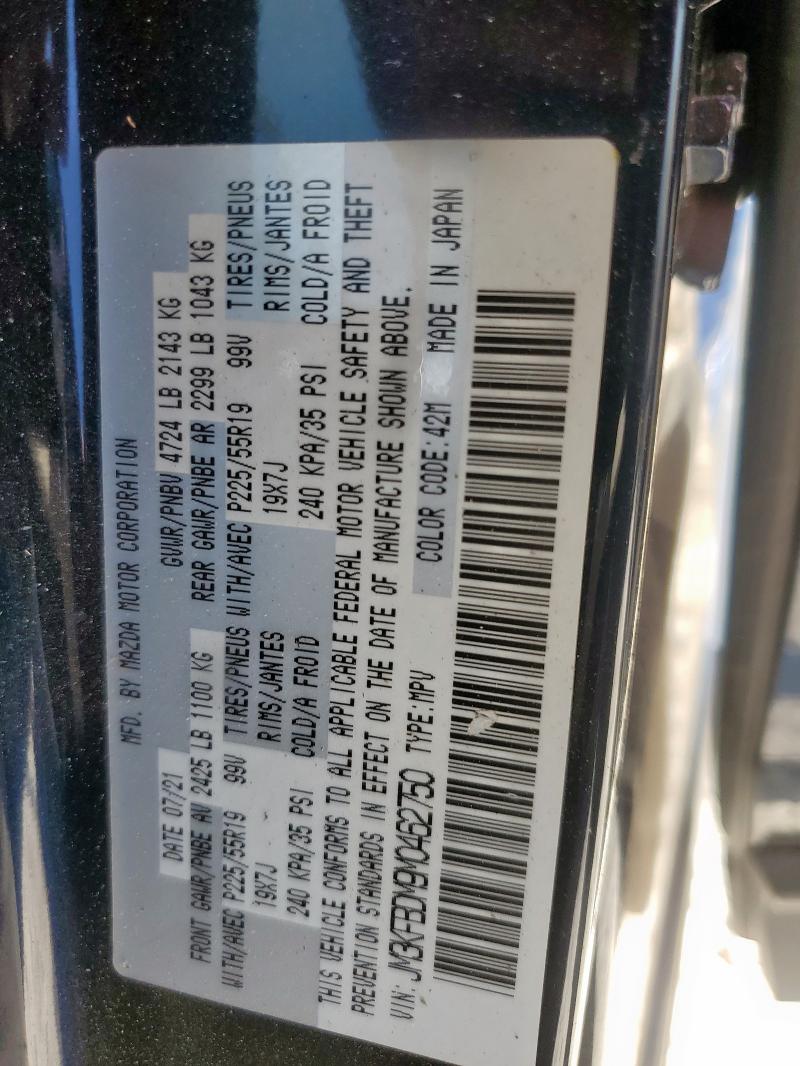 MFD. BY MAZDA MOTOR CORPORATION
DATE 07/21 GVWR/PNBV 4724 LB 2143 KG
FRONT GAWR/PNBE AV 2425 LB 1100 KG REAR GAWR/PNBE AR 2299 LB 1043 KG
WITH/AVEC P225/55R19 99V TIRES/PNEUS WITH/AVEC P225/55R19 99V TIRES/PNEUS
19X7J RIMS/JANTES 19X7J RIMS/JANTES
240 KPA/35 PSI COLD/A FROID 240 KPA/35 PSI COLD/A FROID
THIS VEHICLE CONFORMS TO ALL APPLICABLE FEDERAL MOTOR VEHICLE SAFETY AND THEFT
PREVENTION STANDARDS IN EFFECT ON THE DATE OF MANUFACTURE SHOWN ABOVE.
VIN: JM3KFBDM9M0462750 TYPE:MPV COLOR CODE:42M MADE IN JAPAN